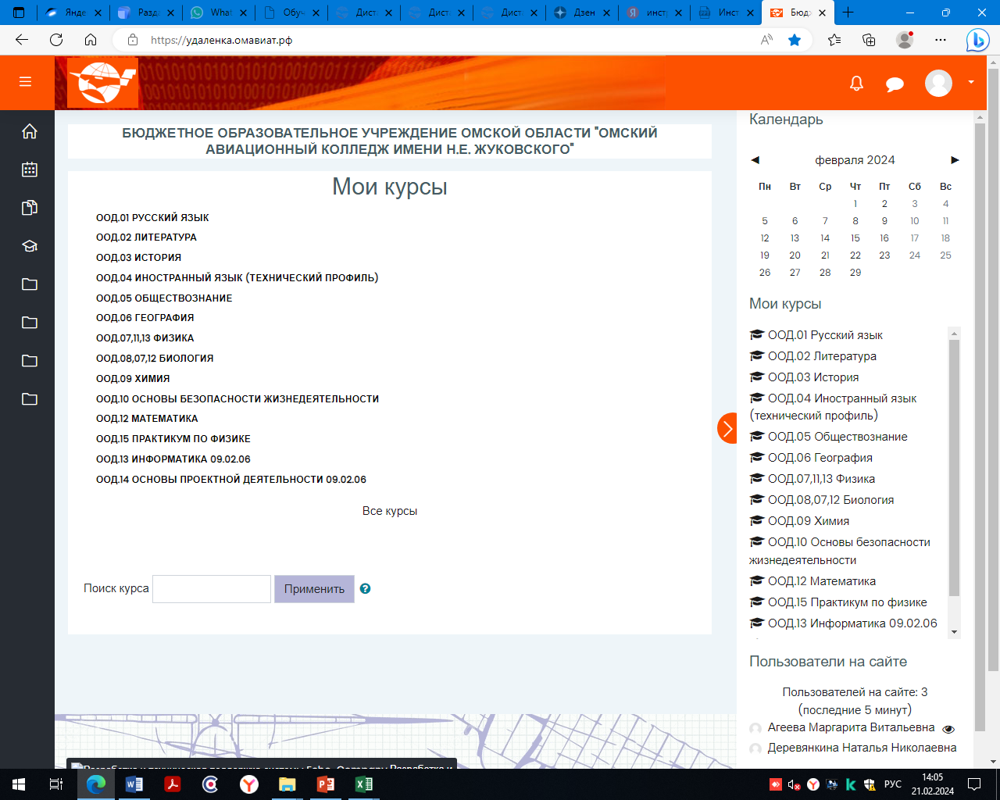 Янде
Разда
What
Обуч
Диста
Диста
Диста
Дзен
инстр
Инст
Бюдж
https://удаленка.омавиат.рф
БЮДЖЕТНОЕ ОБРАЗОВАТЕЛЬНОЕ УЧРЕЖДЕНИЕ ОМСКОЙ ОБЛАСТИ "ОМСКИЙ
АВИАЦИОННЫЙ КОЛЛЕДЖ ИМЕНИ Н.Е. ЖУКОВСКОГО"
Мои курсы
ООД.01 РУССКИЙ ЯЗЫК
ООД.02 ЛИТЕРАТУРА
ООД.03 ИСТОРИЯ
ООД.04 ИНОСТРАННЫЙ ЯЗЫК (ТЕХНИЧЕСКИЙ ПРОФИЛЬ)
ООД.05 ОБЩЕСТВОЗНАНИЕ
ООД.06 ГЕОГРАФИЯ
ООД.07,11,13 ФИЗИКА
ООД.08,07,12 БИОЛОГИЯ
ООД.09 ХИМИЯ
ООД.10 ОСНОВЫ БЕЗОПАСНОСТИ ЖИЗНЕДЕЯТЕЛЬНОСТИ
ООД.12 МАТЕМАТИКА
ООД.15 ПРАКТИКУМ ПО ФИЗИКЕ
ООД.13 ИНФОРМАТИКА 09.02.06
ООД.14 ОСНОВЫ ПРОЕКТНОЙ ДЕЯТЕЛЬНОСТИ 09.02.06
Все курсы
Поиск курса Применить
Календарь
◄ февраля 2024 ►
Пн Вт Ср Чт Пт Сб Вс
1 2 3 4
5 6 7 8 9 10 11
12 13 14 15 16 17 18
19 20 21 22 23 24 25
26 27 28 29
Мои курсы
ООД.01 Русский язык
ООД.02 Литература
ООД.03 История
ООД.04 Иностранный язык
(технический профиль)
ООД.05 Обществознание
ООД.06 География
ООД.07,11,13 Физика
ООД.08,07,12 Биология
ООД.09 Химия
ООД.10 Основы безопасности
жизнедеятельности
ООД.12 Математика
ООД.15 Практикум по физике
ООД.13 Информатика 09.02.06
Пользователи на сайте
Пользователей на сайте: 3
(последние 5 минут)
Агеева Маргарита Витальевна
Деревянкина Наталья Николаевна
РУС
14:05
21.02.2024